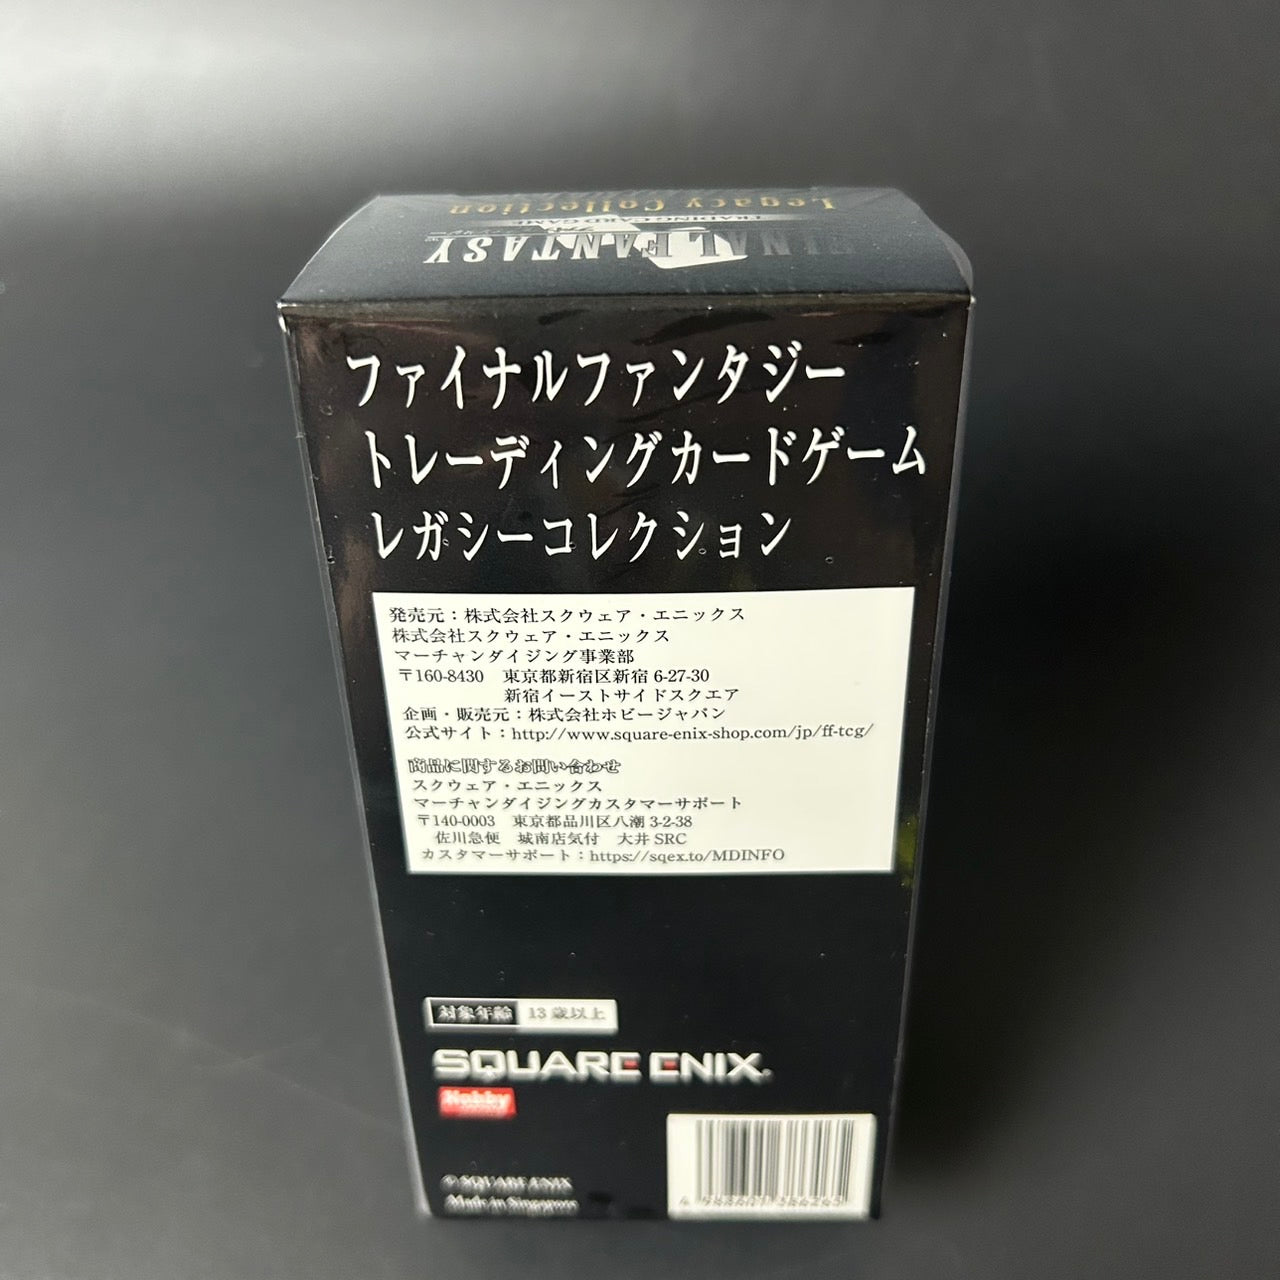 Legacy Collection
TRADING CARD GAME
FINAL FANTASY
ファイナルファンタジー
トレーディングカードゲーム
レガシーコレクション
発売元：株式会社スクウェア・エニックス
株式会社スクウェア・エニックス
マーチャンダイジング事業部
〒160-8430 東京都新宿区新宿 6-27-30
新宿イーストサイドスクエア
企画・販売元：株式会社ホビージャパン
公式サイト：http://www.square-enix-shop.com/jp/ff-tcg/
商品に関するお問い合わせ
スクウェア・エニックス
マーチャンダイジングカスタマーサポート
〒140-0003 東京都品川区八潮 3-2-38
佐川急便 城南店気付 大井 SRC
カスタマーサポート：https://sqex.to/MDINFO
対象年齢 13 歳以上
SQUARE ENIX.
Hobby
© SQUARE ENIX
Made in Singapore